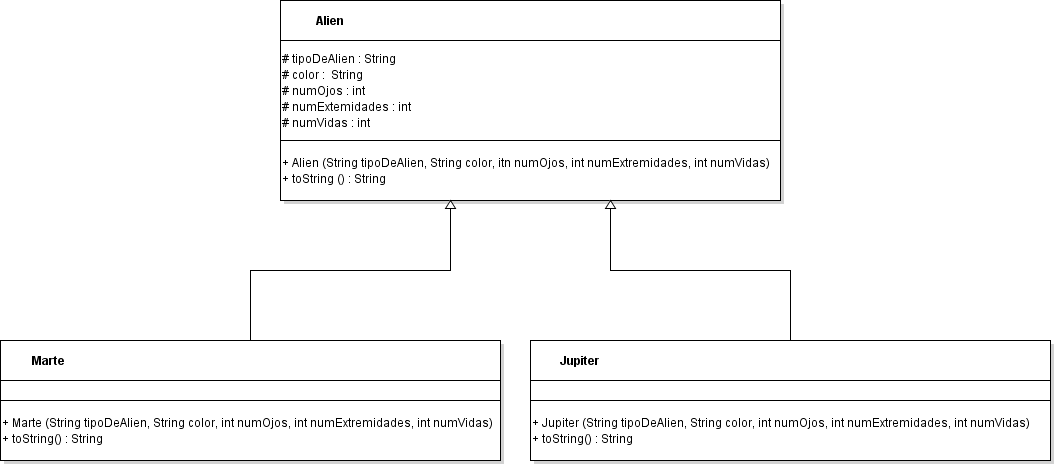 Alien
# tipoDeAlien : String
# color :  String
# numOjos : int
# numExtemidades : int
# numVidas : int
+ Alien (String tipoDeAlien, String color, itn numOjos, int numExtremidades, int numVidas)
+ toString () : String
Marte
+ Marte (String tipoDeAlien, String color, int numOjos, int numExtremidades, int numVidas)
+ toString() : String
Jupiter
+ Jupiter (String tipoDeAlien, String color, int numOjos, int numExtremidades, int numVidas)
+ toString() : String